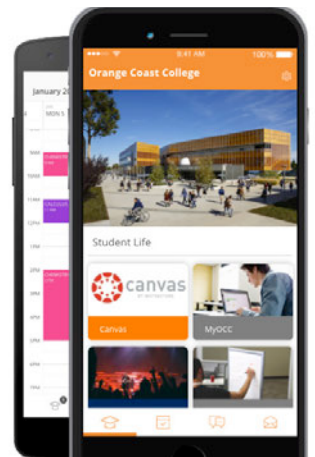 9:41 AM
100%
Orange Coast College
Student Life
canvas
BY INSTRUCTURE
Canvas
MyOCC
January 20
MON 5
9AM
10AM
11AM
12PM
1PM
2PM
3PM
4PM
5PM
6PM
7PM